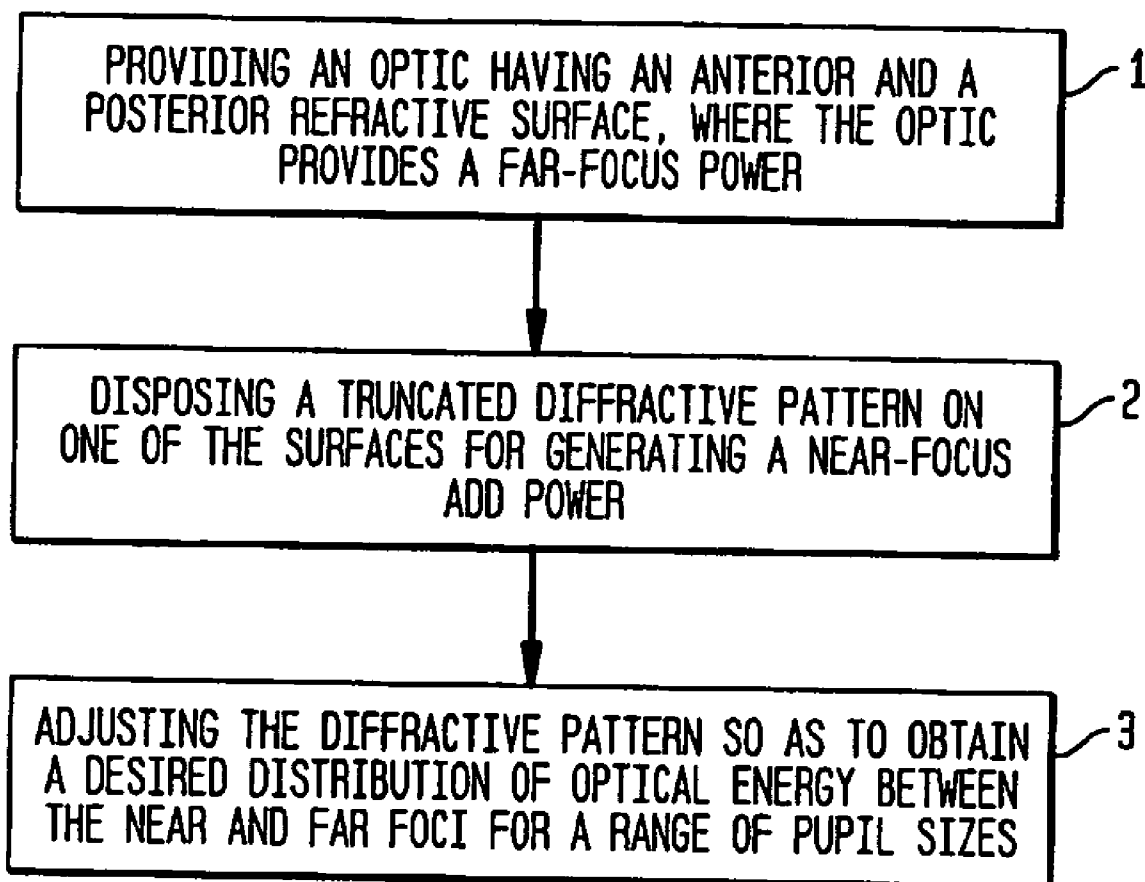 PROVIDING AN OPTIC HAVING AN ANTERIOR AND A
POSTERIOR REFRACTIVE SURFACE, WHERE THE OPTIC
PROVIDES A FAR-FOCUS POWER
1
DISPOSING A TRUNCATED DIFFRACTIVE PATTERN ON
ONE OF THE SURFACES FOR GENERATING A NEAR-FOCUS
ADD POWER
2
ADJUSTING THE DIFFRACTIVE PATTERN SO AS TO OBTAIN
A DESIRED DISTRIBUTION OF OPTICAL ENERGY BETWEEN
THE NEAR AND FAR FOCI FOR A RANGE OF PUPIL SIZES
3